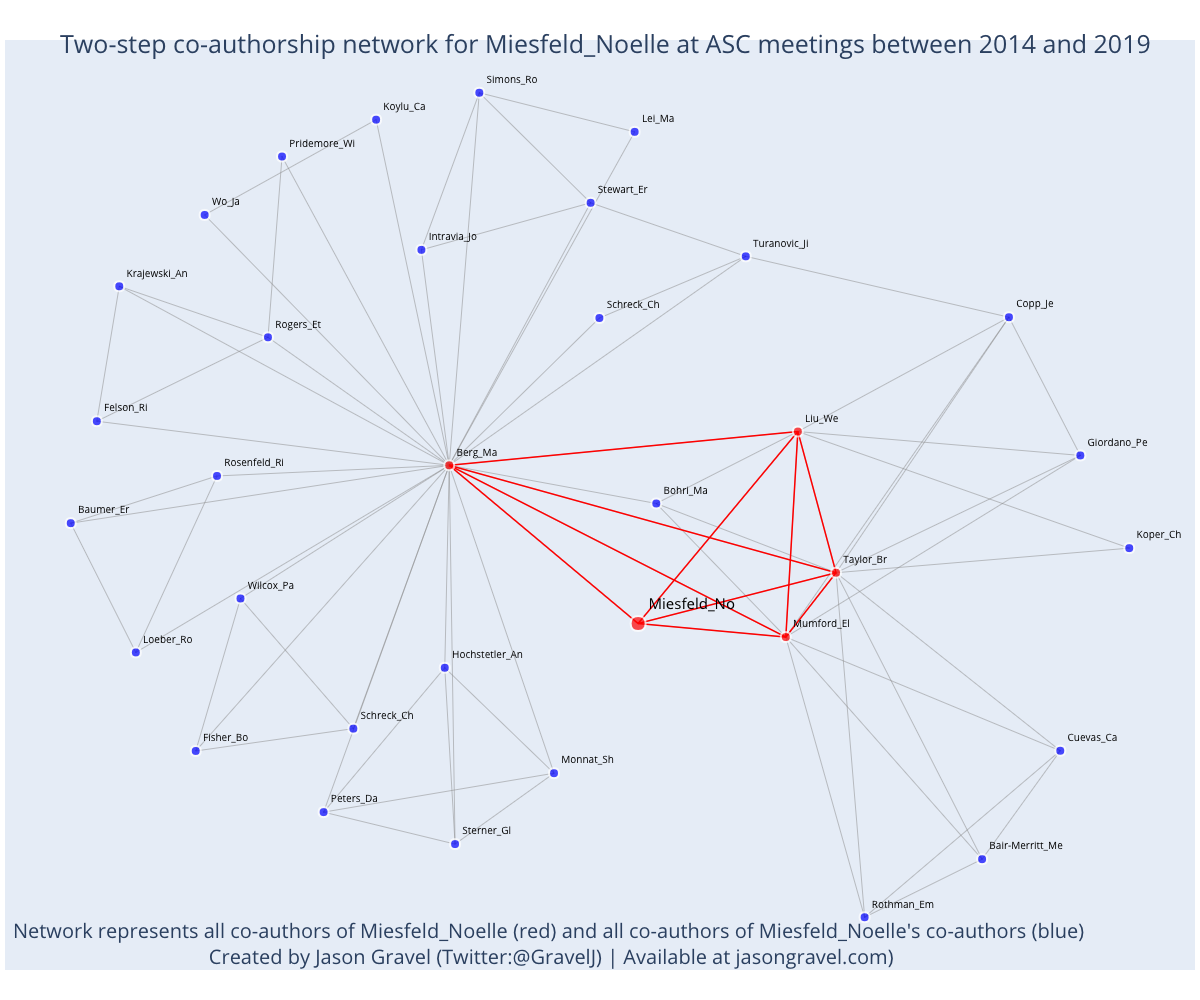 Two-step co-authorship network for Miesfeld_Noelle at ASC meetings between 2014 and 2019
Simons_Ro
Koylu_Ca
Lei_Ma
Pridemore_Wi
Stewart_Er
Wo_Ja
Intravia_Jo
Turanovic_Ji
Krajewski_An
Schreck_Ch
Copp_Je
Rogers_Et
Felson_Ri
Liu_We
Giordano_Pe
Berg_Ma
Rosenfeld_Ri
Bohri_Ma
Baumer_Er
Koper_Ch
Taylor_Br
Wilcox_Pa
Miesfeld_No
Mumford_El
Loeber_Ro
Hochstetler_An
Schreck_Ch
Fisher_Bo
Cuevas_Ca
Monnat_Sh
Peters_Da
Sterner_Gl
Bair-Merritt_Me
Rothman_Em
Network represents all co-authors of Miesfeld_Noelle (red) and all co-authors of Miesfeld_Noelle's co-authors (blue)
Created by Jason Gravel (Twitter:@GravelJ) | Available at jasongravel.com)